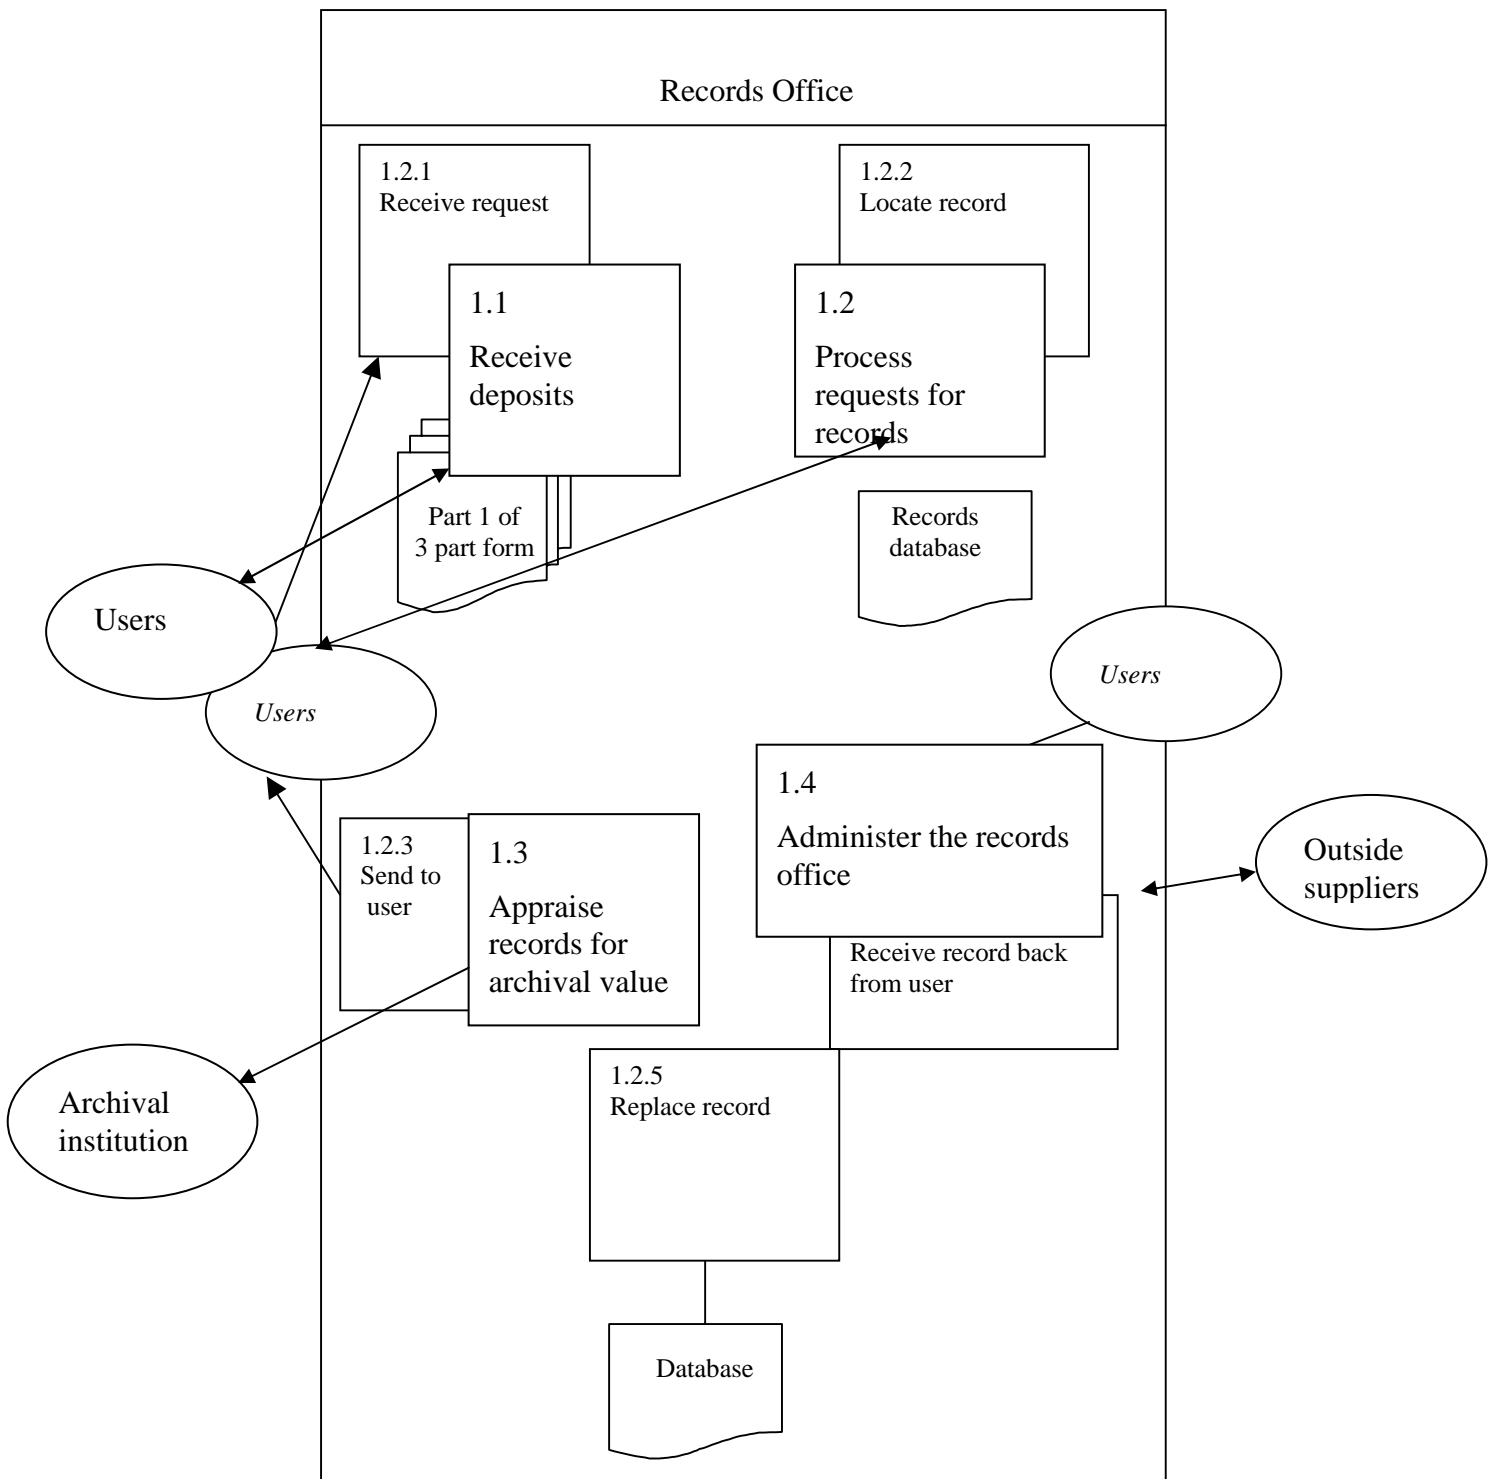 Records Office
1.2.1
Receive request
1.2.2
Locate record
1.1
Receive
deposits
1.2
Process
requests for
records
Part 1 of
3 part form
Records
database
Users
Users
Users
1.2.3
Send to
user
1.3
Appraise
records for
archival value
1.4
Administer the records
office
Outside
suppliers
Receive record back
from user
Archival
institution
1.2.5
Replace record
Database